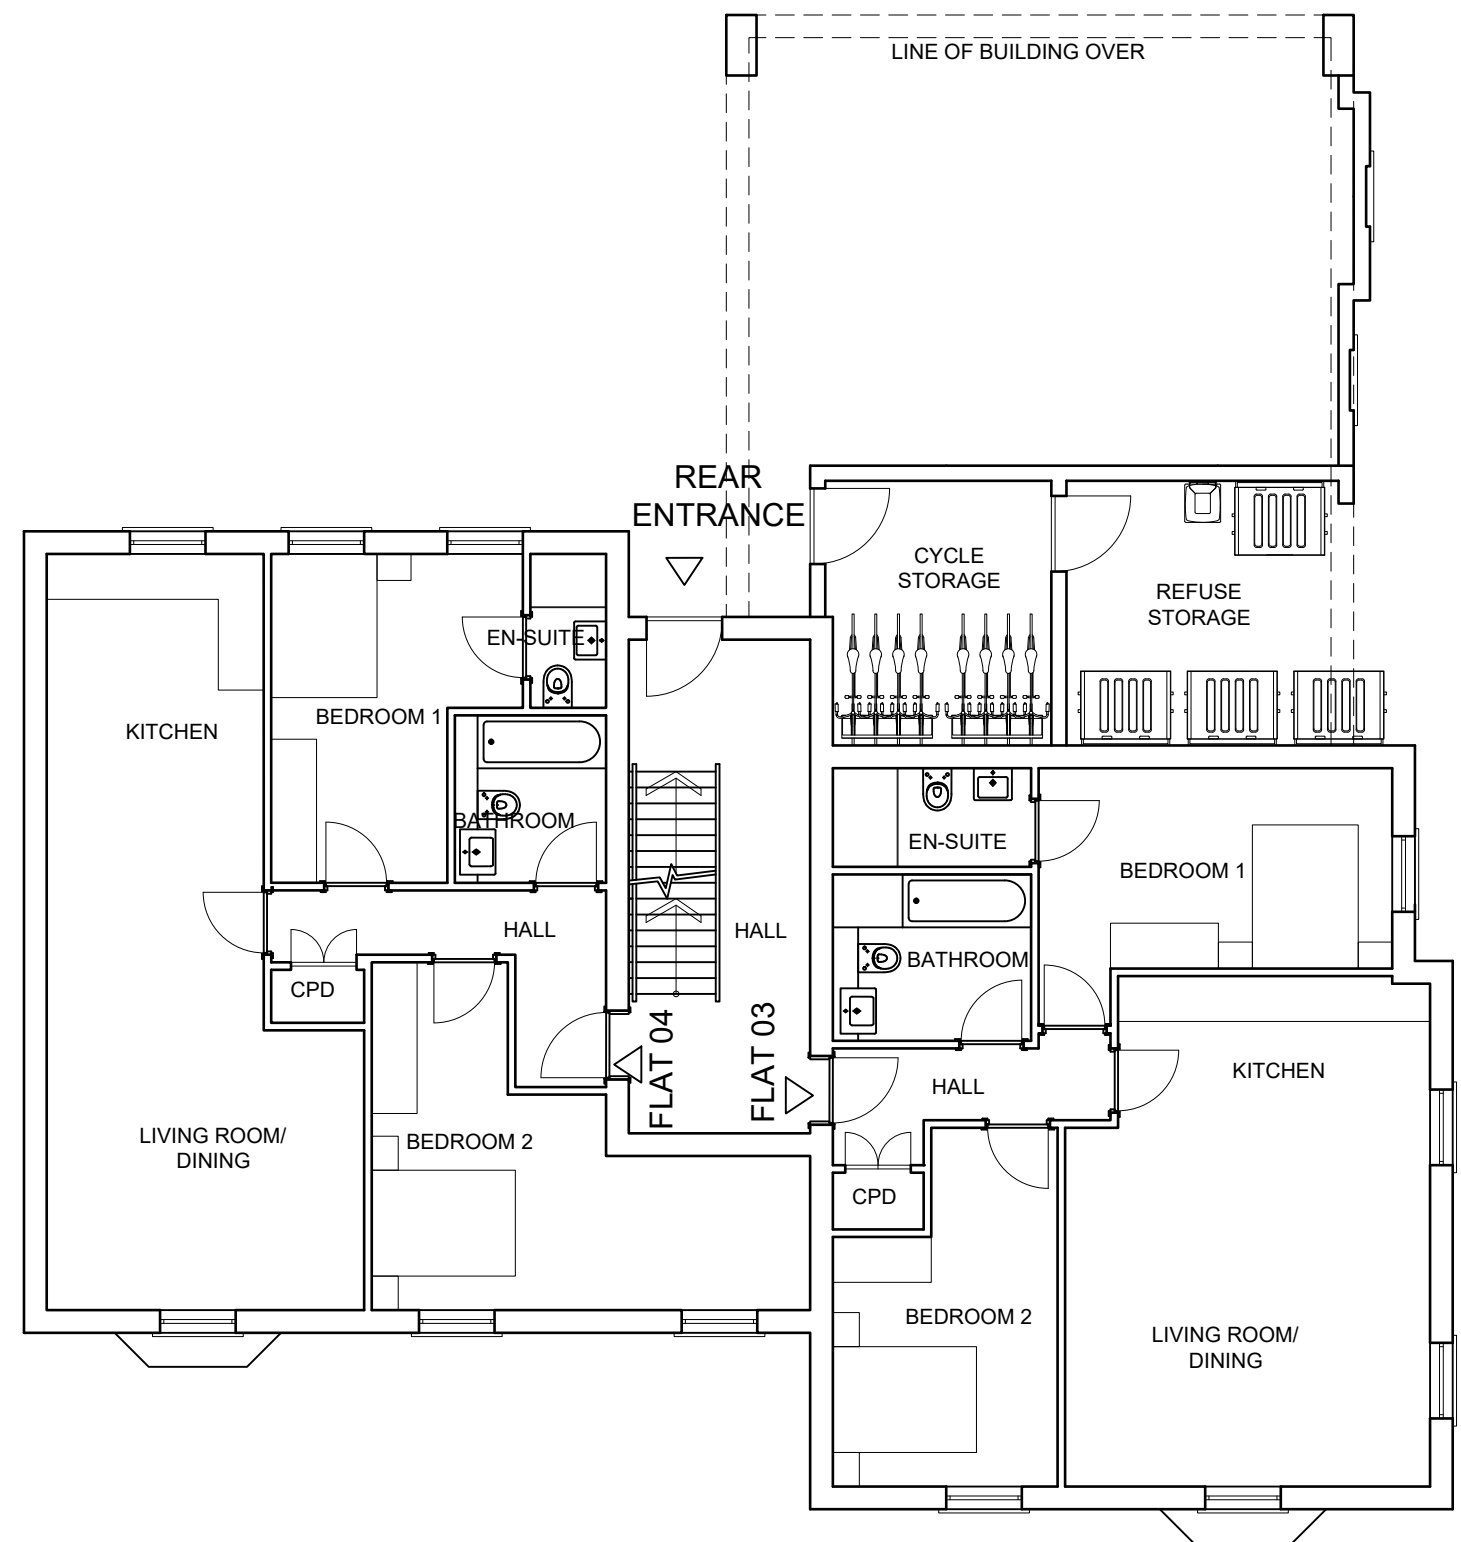 LINE OF BUILDING OVER
REAR
ENTRANCE
CYCLE
STORAGE
REFUSE
STORAGE
EN-SUITE
KITCHEN
BEDROOM 1
BATHROOM
EN-SUITE
BEDROOM 1
HALL
HALL
BATHROOM
CPD
FLAT 04
FLAT 03
HALL
KITCHEN
LIVING ROOM/
DINING
BEDROOM 2
CPD
BEDROOM 2
LIVING ROOM/
DINING